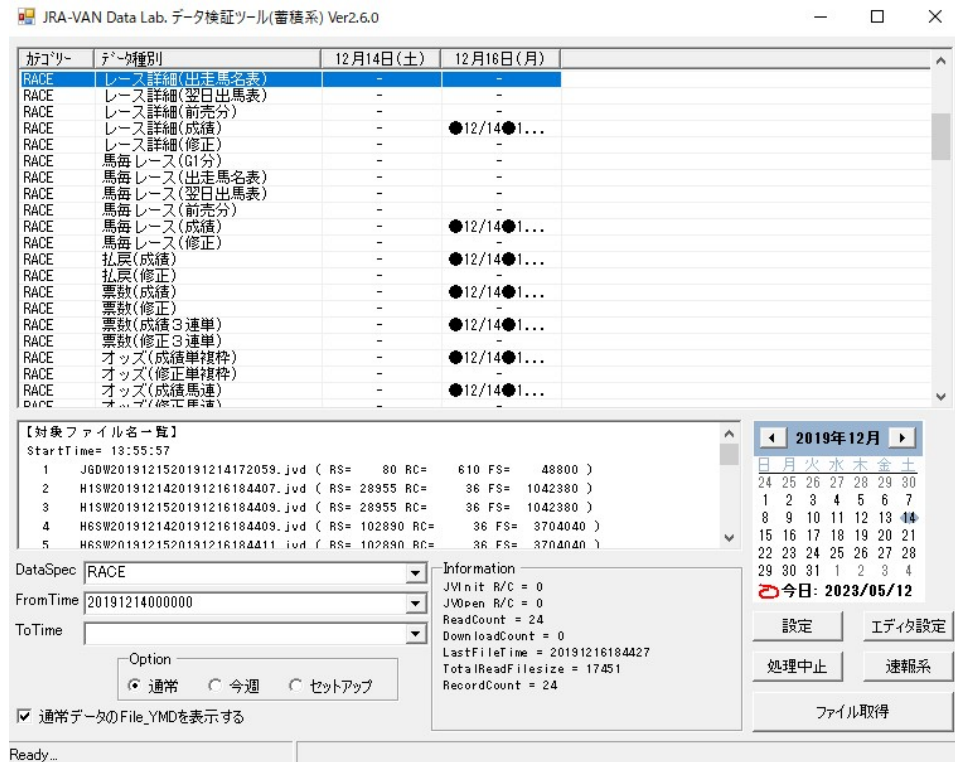 JRA-VAN Data Lab. データ検証ツール(蓄積系) Ver2.6.0
ｶﾃｺﾞﾘｰ ﾃﾞｰﾀ種別 12月14日(土) 12月16日(月)
RACE レース詳細(出走馬名表) - -
RACE レース詳細(翌日出馬表) - -
RACE レース詳細(前売分) - -
RACE レース詳細(成績) - ●12/14●1...
RACE レース詳細(修正) - -
RACE 馬毎レース(G1分) - -
RACE 馬毎レース(出走馬名表) - -
RACE 馬毎レース(翌日出馬表) - -
RACE 馬毎レース(前売分) - -
RACE 馬毎レース(成績) - ●12/14●1...
RACE 馬毎レース(修正) - -
RACE 払戻(成績) - ●12/14●1...
RACE 払戻(修正) - -
RACE 票数(成績) - ●12/14●1...
RACE 票数(修正) - -
RACE 票数(成績３連単) - ●12/14●1...
RACE 票数(修正３連単) - -
RACE オッズ(成績単複枠) - ●12/14●1...
RACE オッズ(修正単複枠) - -
RACE オッズ(成績馬連) - ●12/14●1...
RACE オッズ(修正馬連) - -
【対象ファイル名一覧】
StartTime= 13:55:57
1 JGDW2019121520191214172059.jvd ( RS= 80 RC= 610 FS= 48800 )
2 H1SW2019121420191216184407.jvd ( RS= 28955 RC= 36 FS= 1042380 )
3 H1SW2019121520191216184409.jvd ( RS= 28955 RC= 36 FS= 1042380 )
4 H6SW2019121420191216184409.jvd ( RS= 102890 RC= 36 FS= 3704040 )
5 H6SW2019121520191216184411.jvd ( RS= 102890 RC= 36 FS= 3704040 )
2019年12月
日 月 火 水 木 金 土
24 25 26 27 28 29 30
1 2 3 4 5 6 7
8 9 10 11 12 13 14
15 16 17 18 19 20 21
22 23 24 25 26 27 28
29 30 31 1 2 3 4
今日: 2023/05/12
DataSpec RACE
FromTime 20191214000000
ToTime
Option
通常 今週 セットアップ
通常データのFile_YMDを表示する
Information
JVInit R/C = 0
JVOpen R/C = 0
ReadCount = 24
DownloadCount = 0
LastFileTime = 20191216184427
TotalReadFilesize = 17451
RecordCount = 24
設定 エディタ設定
処理中止 速報系
ファイル取得
Ready...